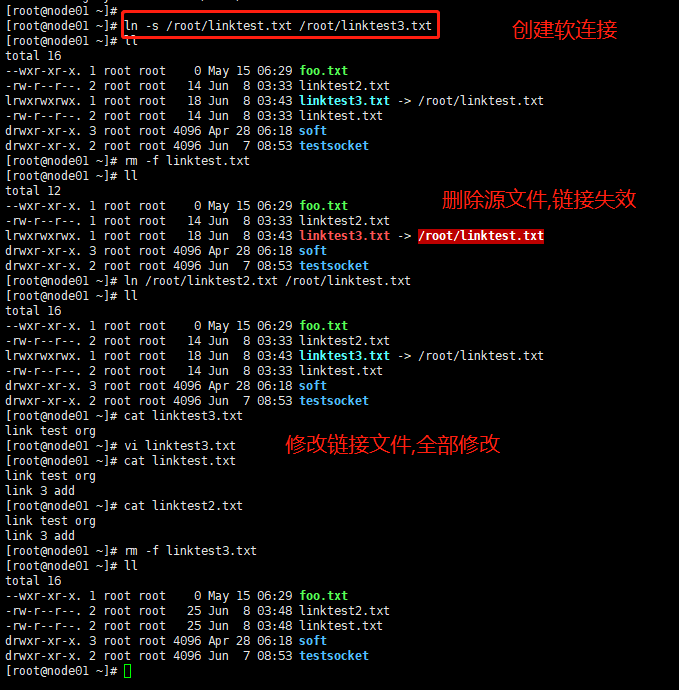 [root@node01 ~]#
[root@node01 ~]# ln -s /root/linktest.txt /root/linktest3.txt
创建软连接
[root@node01 ~]# ll
total 16
--wxr-xr-x. 1 root root    0 May 15 06:29 foo.txt
-rw-r--r--. 2 root root   14 Jun  8 03:33 linktest2.txt
lrwxrwxrwx. 1 root root   18 Jun  8 03:43 linktest3.txt -> /root/linktest.txt
-rw-r--r--. 2 root root   14 Jun  8 03:33 linktest.txt
drwxr-xr-x. 3 root root 4096 Apr 28 06:18 soft
drwxr-xr-x. 2 root root 4096 Jun  7 08:53 testsocket
[root@node01 ~]# rm -f linktest.txt
[root@node01 ~]# ll
total 12
删除源文件,链接失效
--wxr-xr-x. 1 root root    0 May 15 06:29 foo.txt
-rw-r--r--. 1 root root   14 Jun  8 03:33 linktest2.txt
lrwxrwxrwx. 1 root root   18 Jun  8 03:43 linktest3.txt -> /root/linktest.txt
drwxr-xr-x. 3 root root 4096 Apr 28 06:18 soft
drwxr-xr-x. 2 root root 4096 Jun  7 08:53 testsocket
[root@node01 ~]# ln /root/linktest2.txt /root/linktest.txt
[root@node01 ~]# ll
total 16
--wxr-xr-x. 1 root root    0 May 15 06:29 foo.txt
-rw-r--r--. 2 root root   14 Jun  8 03:33 linktest2.txt
lrwxrwxrwx. 1 root root   18 Jun  8 03:43 linktest3.txt -> /root/linktest.txt
-rw-r--r--. 2 root root   14 Jun  8 03:33 linktest.txt
drwxr-xr-x. 3 root root 4096 Apr 28 06:18 soft
drwxr-xr-x. 2 root root 4096 Jun  7 08:53 testsocket
[root@node01 ~]# cat linktest3.txt
link test org
[root@node01 ~]# vi linktest3.txt
修改链接文件,全部修改
[root@node01 ~]# cat linktest.txt
link test org
link 3 add
[root@node01 ~]# cat linktest2.txt
link test org
link 3 add
[root@node01 ~]# rm -f linktest3.txt
[root@node01 ~]# ll
total 16
--wxr-xr-x. 1 root root    0 May 15 06:29 foo.txt
-rw-r--r--. 2 root root   25 Jun  8 03:48 linktest2.txt
-rw-r--r--. 2 root root   25 Jun  8 03:48 linktest.txt
drwxr-xr-x. 3 root root 4096 Apr 28 06:18 soft
drwxr-xr-x. 2 root root 4096 Jun  7 08:53 testsocket
[root@node01 ~]#